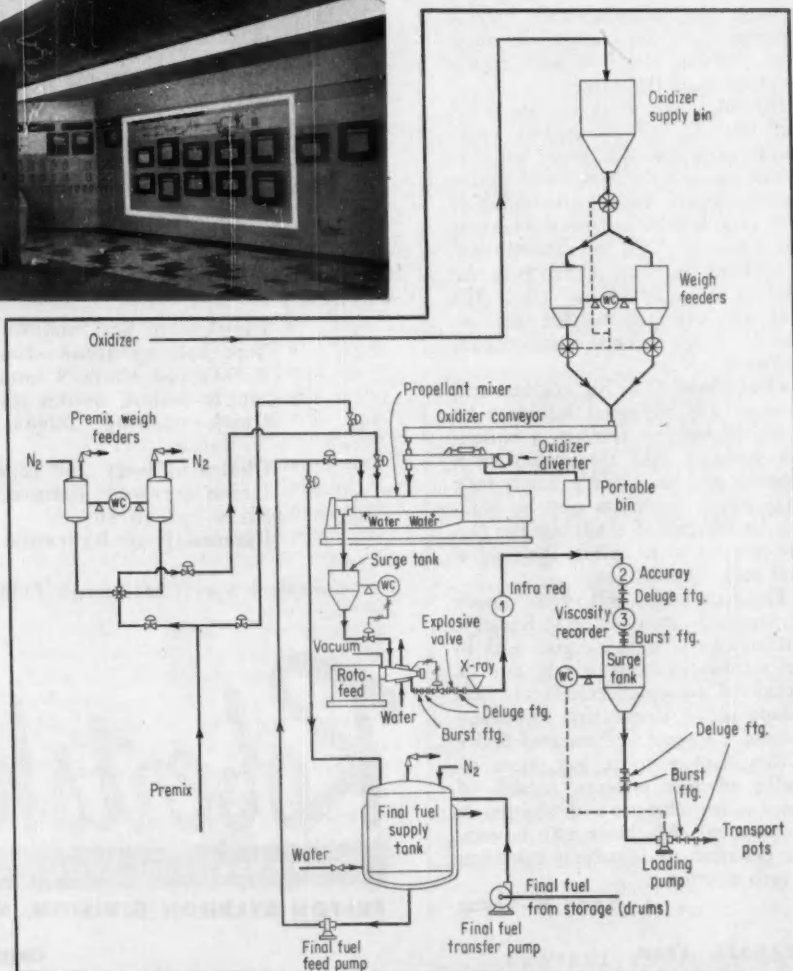 Oxidizer
supply bin
Weigh
feeders
Oxidizer
Propellant mixer
Oxidizer conveyor
Premix weigh
feeders
Oxidizer
diverter
N2
N2
WC
WC
D
D
D
Portable
bin
Water Water
Surge tank
WC
Infra red
1
2
Accuray
Deluge ftg.
Viscosity
recorder
3
Burst ftg.
Explosive
valve
X-ray
Vacuum
Roto-
feed
Water
Deluge ftg.
Burst ftg.
WC
Surge
tank
Deluge ftg.
Burst
ftg.
Transport
pots
Loading
pump
Premix
N2
Final fuel
supply
tank
Water
Final fuel
from storage (drums)
Final fuel
transfer pump
Final fuel
feed pump